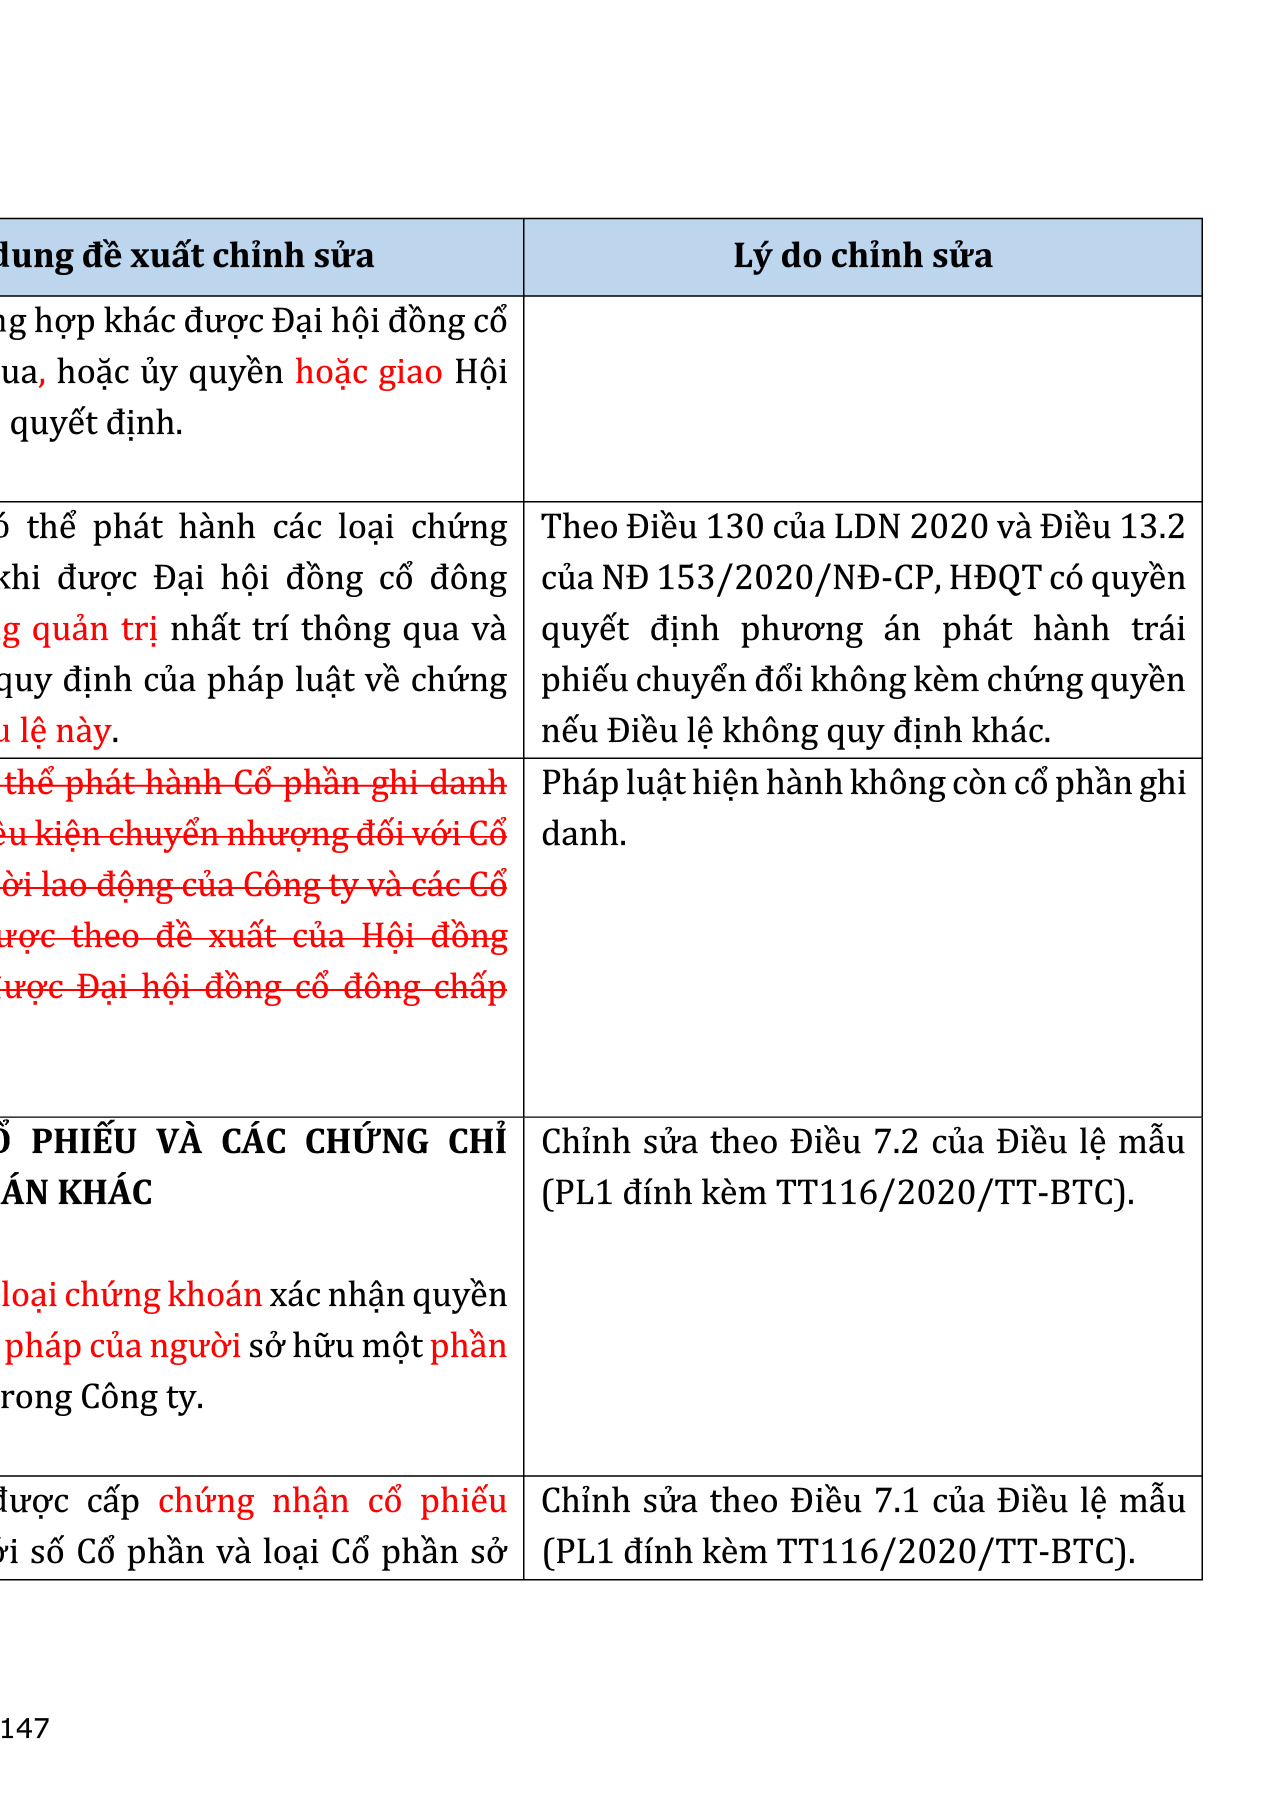 dung đề xuất chỉnh sửa
Lý do chỉnh sửa
hợp khác được Đại hội đồng cổ
, hoặc ủy quyền hoặc giao Hội
quyết định.
thể phát hành các loại chứng
khi được Đại hội đồng cổ đông
quản trị nhất trí thông qua và
quy định của pháp luật về chứng
lệ này.
Theo Điều 130 của LDN 2020 và Điều 13.2
của NĐ 153/2020/NĐ-CP, HĐQT có quyền
quyết định phương án phát hành trái
phiếu chuyển đổi không kèm chứng quyền
nếu Điều lệ không quy định khác.
thể phát hành Cổ phần ghi danh
kiện chuyển nhượng đối với Cổ
lao động của Công ty và các Cổ
theo đề xuất của Hội đồng
được Đại hội đồng cổ đông chấp
Pháp luật hiện hành không còn cổ phần ghi
danh.
PHIẾU VÀ CÁC CHỨNG CHỈ
KHÁC
loại chứng khoán xác nhận quyền
pháp của người sở hữu một phần
trong Công ty.
Chỉnh sửa theo Điều 7.2 của Điều lệ mẫu
(PL1 đính kèm TT116/2020/TT-BTC).
được cấp chứng nhận cổ phiếu
số Cổ phần và loại Cổ phần sở
Chỉnh sửa theo Điều 7.1 của Điều lệ mẫu
(PL1 đính kèm TT116/2020/TT-BTC).
147